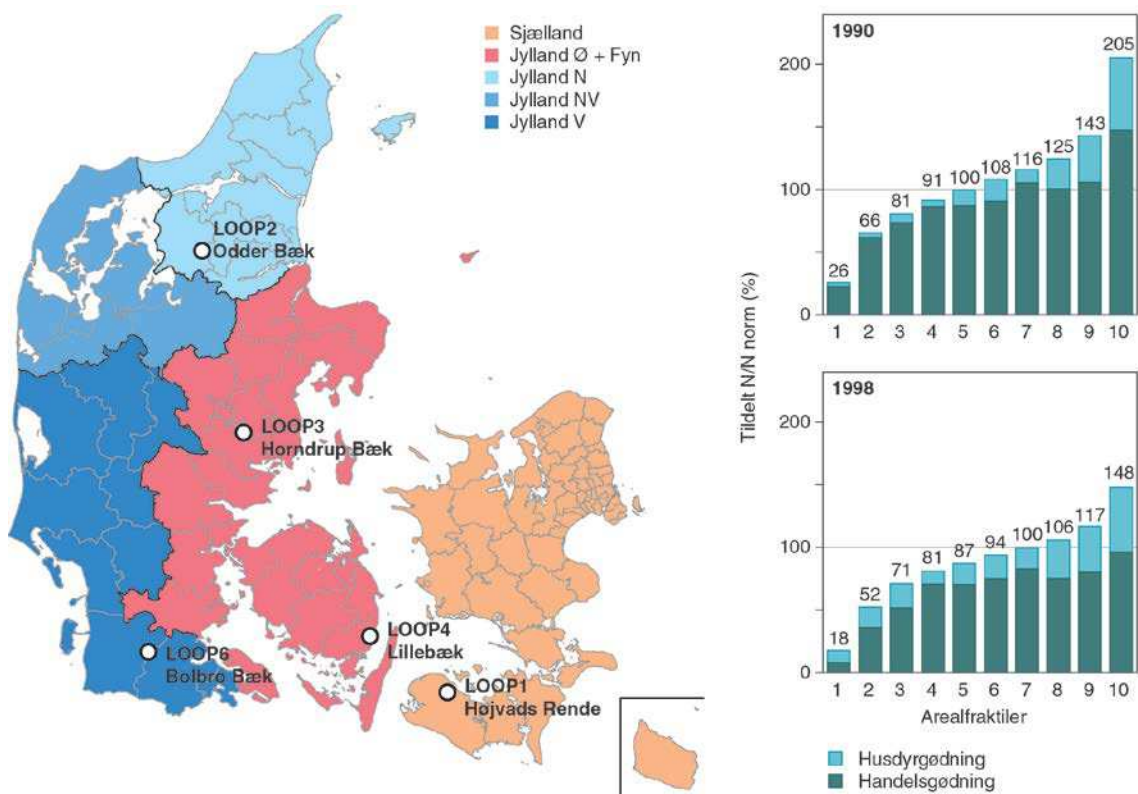 Sjælland
Jylland Ø + Fyn
Jylland N
Jylland NV
Jylland V
LOOP2
Odder Bæk
LOOP3
Horndrup Bæk
LOOP4
Lillebæk
LOOP6
Bolbro Bæk
LOOP1
Højvads Rende
Tildelt N/N norm (%)
1990
200
100
0
26
66
81
91
100
108
116
125
143
205
1 2 3 4 5 6 7 8 9 10
1998
200
100
0
18
52
71
81
87
94
100
106
117
148
1 2 3 4 5 6 7 8 9 10
Arealfraktiler
Husdyrgødning
Handelsgødning